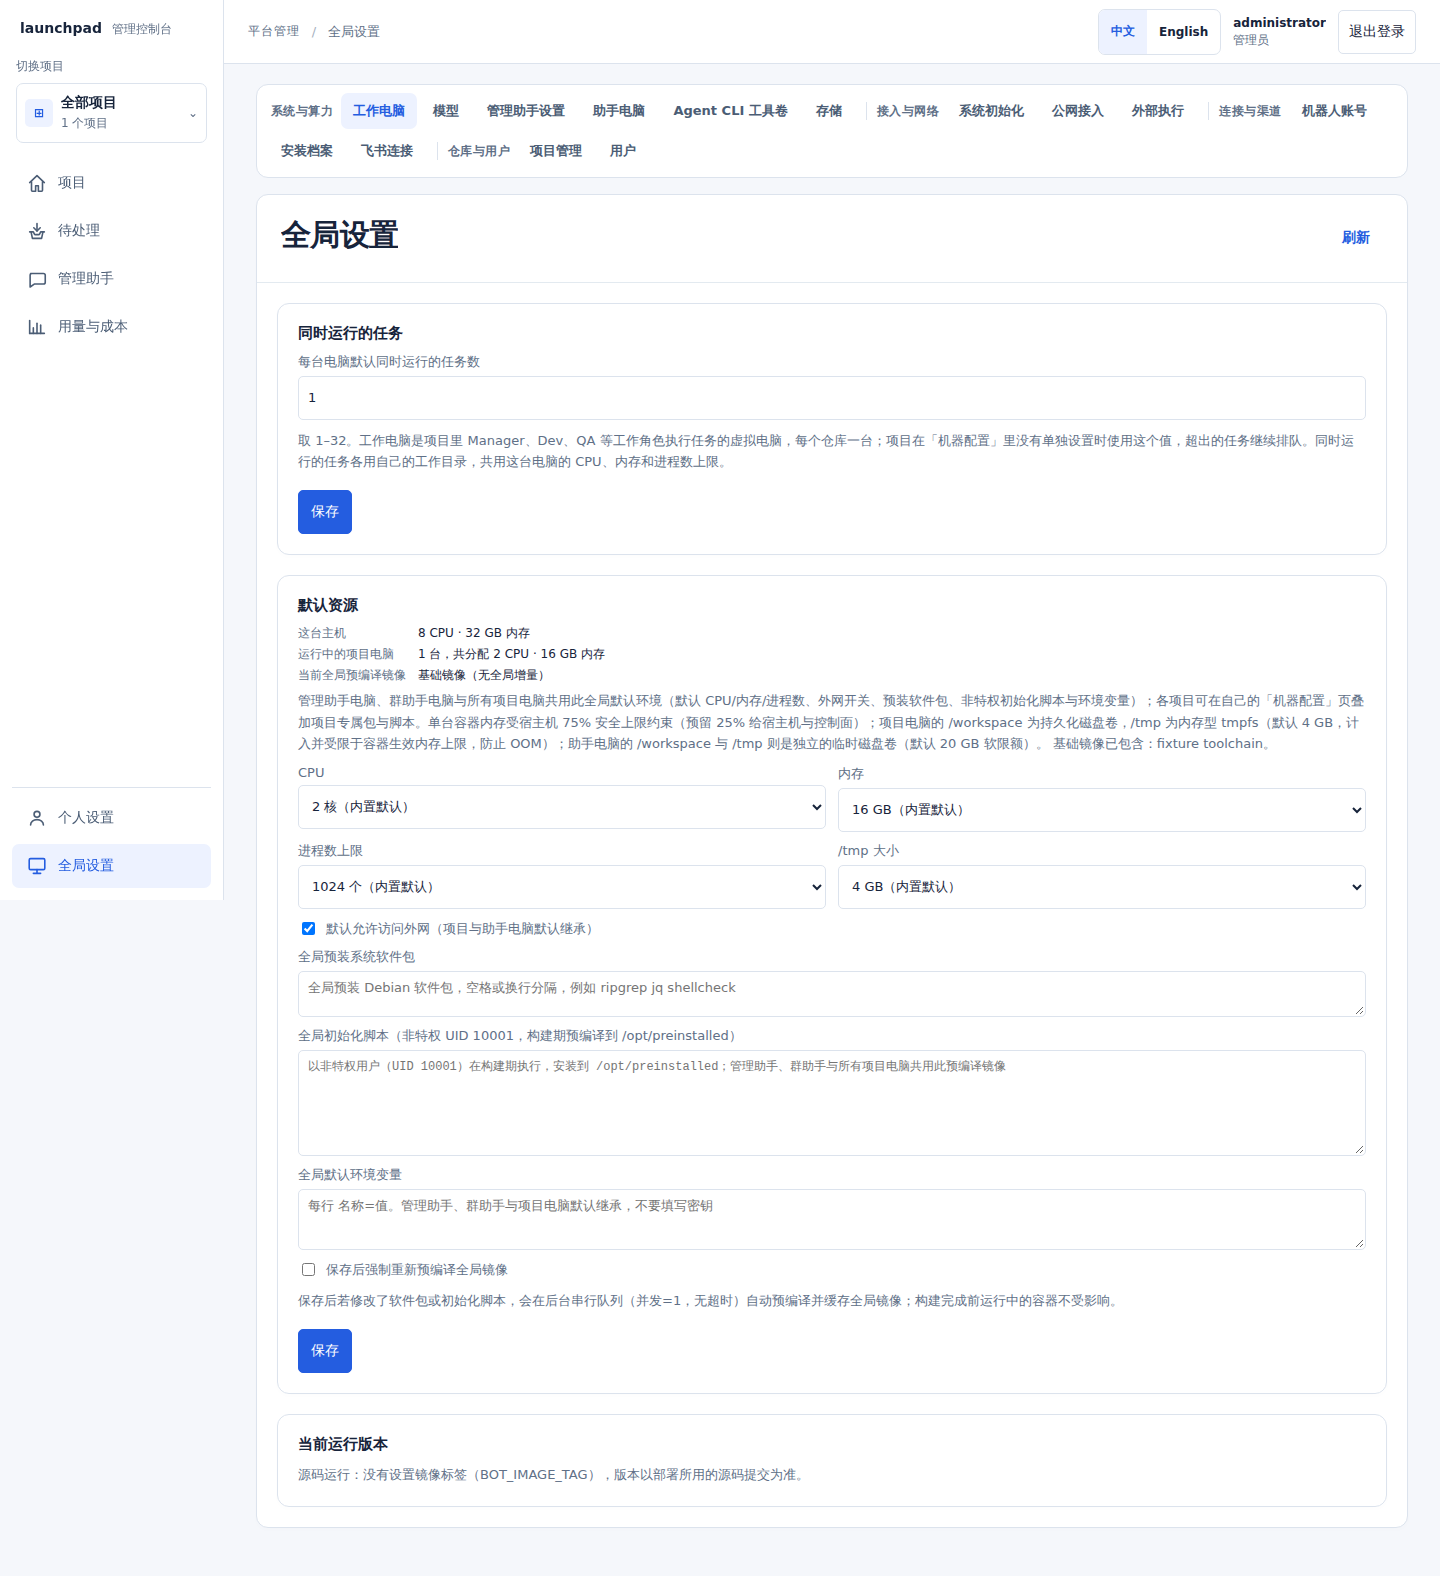 launchpad 管理控制台
切换项目
全部项目
1 个项目
项目
待处理
管理助手
用量与成本
个人设置
全局设置
平台管理 / 全局设置
中文 English
administrator
管理员
退出登录
系统与算力 工作电脑 模型 管理助手设置 助手电脑 Agent CLI 工具卷 存储 接入与网络 系统初始化 公网接入 外部执行 连接与渠道 机器人账号
安装档案 飞书连接 仓库与用户 项目管理 用户
全局设置
刷新
同时运行的任务
每台电脑默认同时运行的任务数
1
取 1–32。工作电脑是项目里 Manager、Dev、QA 等工作角色执行任务的虚拟电脑，每个仓库一台；项目在「机器配置」里没有单独设置时使用这个值，超出的任务继续排队。同时运
行的任务各用自己的工作目录，共用这台电脑的 CPU、内存和进程数上限。
保存
默认资源
这台主机 8 CPU · 32 GB 内存
运行中的项目电脑 1 台，共分配 2 CPU · 16 GB 内存
当前全局预编译镜像 基础镜像（无全局增量）
管理助手电脑、群助手电脑与所有项目电脑共用此全局默认环境（默认 CPU/内存/进程数、外网开关、预装软件包、非特权初始化脚本与环境变量）；各项目可在自己的「机器配置」页叠
加项目专属包与脚本。单台容器内存受宿主机 75% 安全上限约束（预留 25% 给宿主机与控制面）；项目电脑的 /workspace 为持久化磁盘卷，/tmp 为内存型 tmpfs（默认 4 GB，计
入并受限于容器生效内存上限，防止 OOM）；助手电脑的 /workspace 与 /tmp 则是独立的临时磁盘卷（默认 20 GB 软限额）。 基础镜像已包含：fixture toolchain。
CPU
2 核（内置默认）
内存
16 GB（内置默认）
进程数上限
1024 个（内置默认）
/tmp 大小
4 GB（内置默认）
默认允许访问外网（项目与助手电脑默认继承）
全局预装系统软件包
全局预装 Debian 软件包，空格或换行分隔，例如 ripgrep jq shellcheck
全局初始化脚本（非特权 UID 10001，构建期预编译到 /opt/preinstalled）
以非特权用户（UID 10001）在构建期执行，安装到 /opt/preinstalled；管理助手、群助手与所有项目电脑共用此预编译镜像
全局默认环境变量
每行 名称=值。管理助手、群助手与项目电脑默认继承，不要填写密钥
保存后强制重新预编译全局镜像
保存后若修改了软件包或初始化脚本，会在后台串行队列（并发=1，无超时）自动预编译并缓存全局镜像；构建完成前运行中的容器不受影响。
保存
当前运行版本
源码运行：没有设置镜像标签（BOT_IMAGE_TAG），版本以部署所用的源码提交为准。